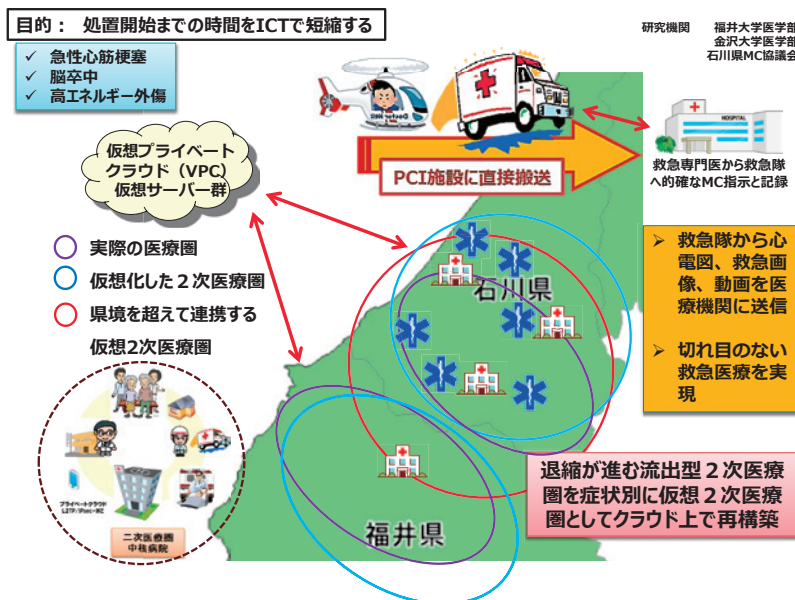 目的： 処置開始までの時間をICTで短縮する
✓ 急性心筋梗塞
✓ 脳卒中
✓ 高エネルギー外傷
研究機関 福井大学医学部
金沢大学医学部
石川県MC協議会
HOSPITAL
救急専門医から救急隊
へ的確なMC指示と記録
PCI施設に直接搬送
仮想プライベート
クラウド（VPC）
仮想サーバー群
実際の医療圏
仮想化した２次医療圏
県境を超えて連携する
仮想2次医療圏
石川県
福井県
➢ 救急隊から心
電図、救急画
像、動画を医
療機関に送信
➢ 切れ目のない
救急医療を実
現
プライベートクラウド
二次医療圏
中核病院
退縮が進む流出型２次医療
圏を症状別に仮想２次医療
圏としてクラウド上で再構築